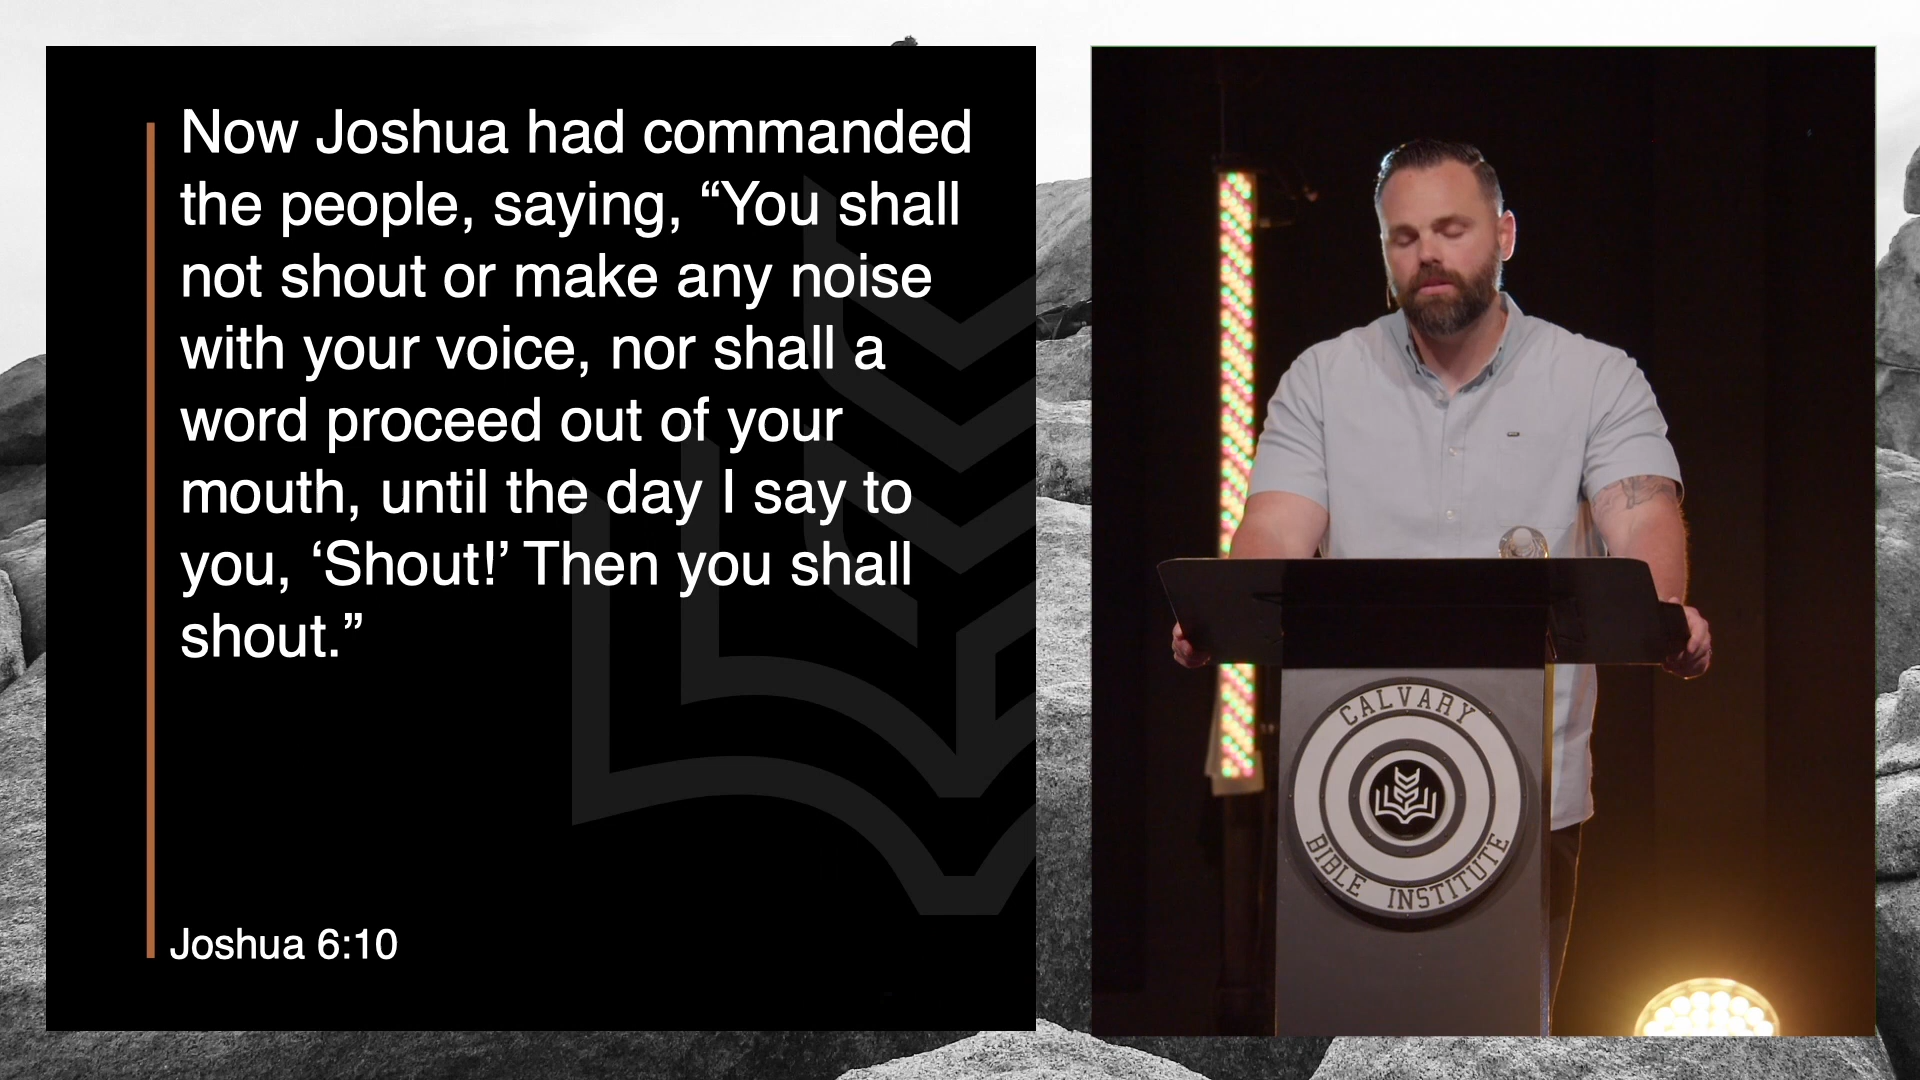 Now Joshua had commanded
the people, saying, “You shall
not shout or make any noise
with your voice, nor shall a
word proceed out of your
mouth, until the day I say to
you, ‘Shout!’ Then you shall
shout.”
Joshua 6:10
CALVARY
BIBLE INSTITUTE